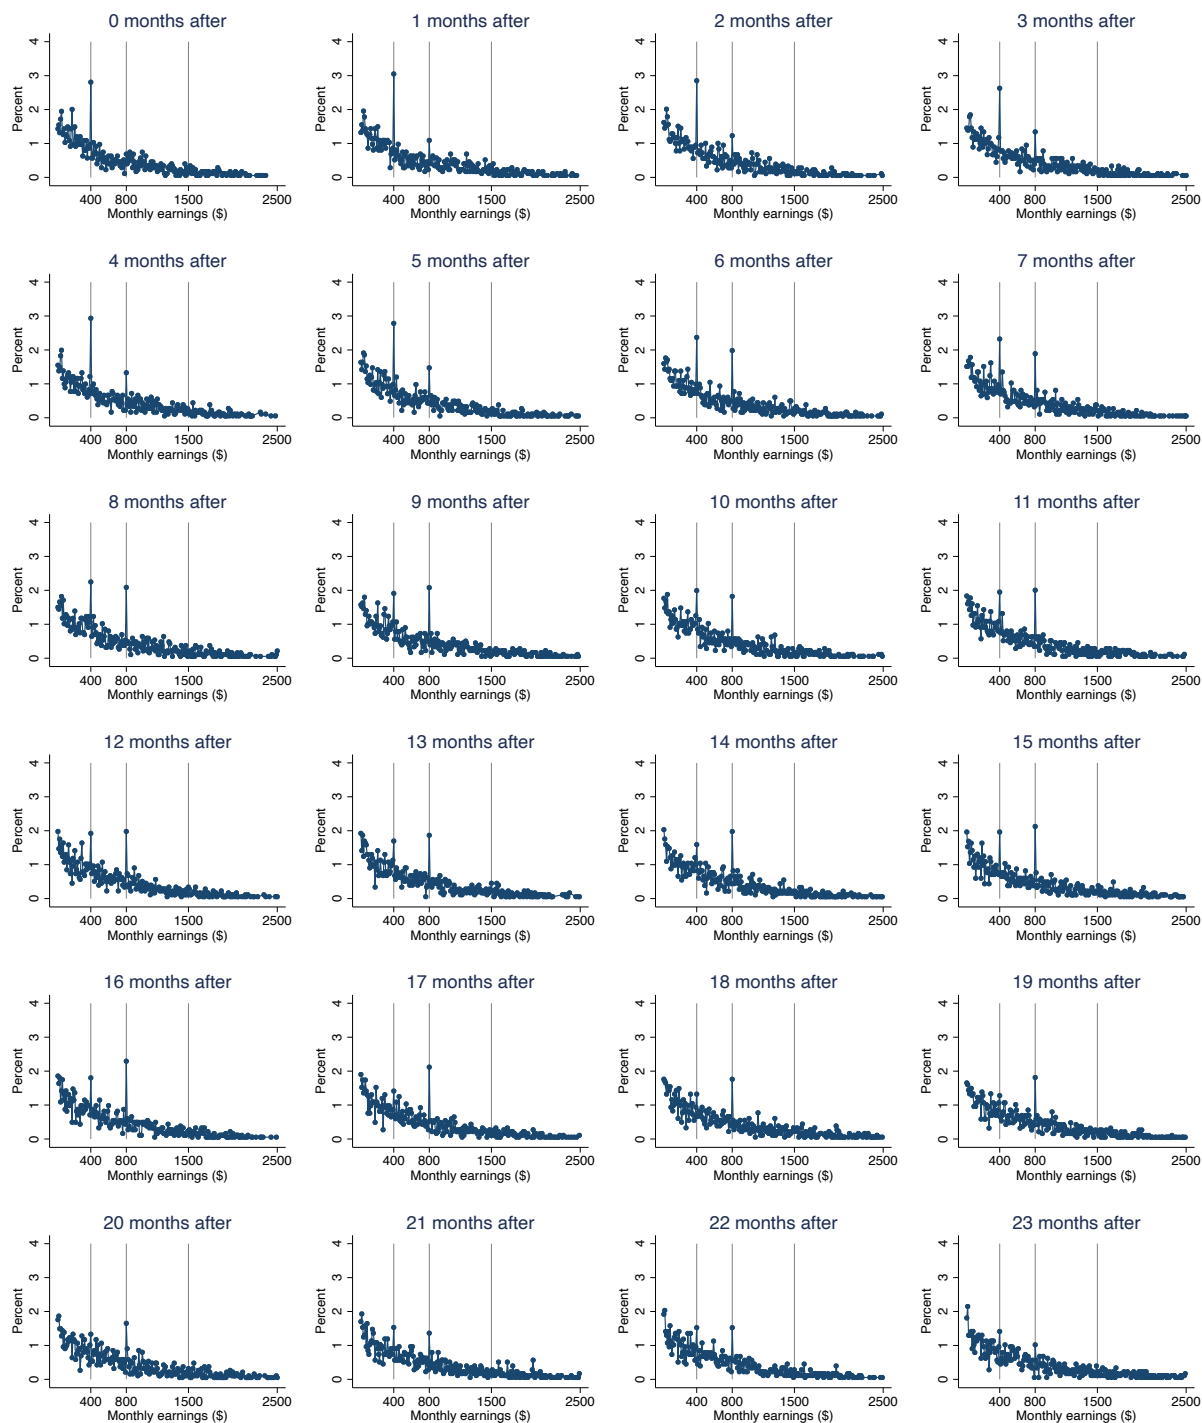 0 months after
1 months after
2 months after
3 months after
Percent
0 1 2 3 4
Percent
0 1 2 3 4
Percent
0 1 2 3 4
Percent
0 1 2 3 4
400 800 1500 2500
400 800 1500 2500
400 800 1500 2500
400 800 1500 2500
Monthly earnings ($)
Monthly earnings ($)
Monthly earnings ($)
Monthly earnings ($)
4 months after
5 months after
6 months after
7 months after
Percent
0 1 2 3 4
Percent
0 1 2 3 4
Percent
0 1 2 3 4
Percent
0 1 2 3 4
400 800 1500 2500
400 800 1500 2500
400 800 1500 2500
400 800 1500 2500
Monthly earnings ($)
Monthly earnings ($)
Monthly earnings ($)
Monthly earnings ($)
8 months after
9 months after
10 months after
11 months after
Percent
0 1 2 3 4
Percent
0 1 2 3 4
Percent
0 1 2 3 4
Percent
0 1 2 3 4
400 800 1500 2500
400 800 1500 2500
400 800 1500 2500
400 800 1500 2500
Monthly earnings ($)
Monthly earnings ($)
Monthly earnings ($)
Monthly earnings ($)
12 months after
13 months after
14 months after
15 months after
Percent
0 1 2 3 4
Percent
0 1 2 3 4
Percent
0 1 2 3 4
Percent
0 1 2 3 4
400 800 1500 2500
400 800 1500 2500
400 800 1500 2500
400 800 1500 2500
Monthly earnings ($)
Monthly earnings ($)
Monthly earnings ($)
Monthly earnings ($)
16 months after
17 months after
18 months after
19 months after
Percent
0 1 2 3 4
Percent
0 1 2 3 4
Percent
0 1 2 3 4
Percent
0 1 2 3 4
400 800 1500 2500
400 800 1500 2500
400 800 1500 2500
400 800 1500 2500
Monthly earnings ($)
Monthly earnings ($)
Monthly earnings ($)
Monthly earnings ($)
20 months after
21 months after
22 months after
23 months after
Percent
0 1 2 3 4
Percent
0 1 2 3 4
Percent
0 1 2 3 4
Percent
0 1 2 3 4
400 800 1500 2500
400 800 1500 2500
400 800 1500 2500
400 800 1500 2500
Monthly earnings ($)
Monthly earnings ($)
Monthly earnings ($)
Monthly earnings ($)